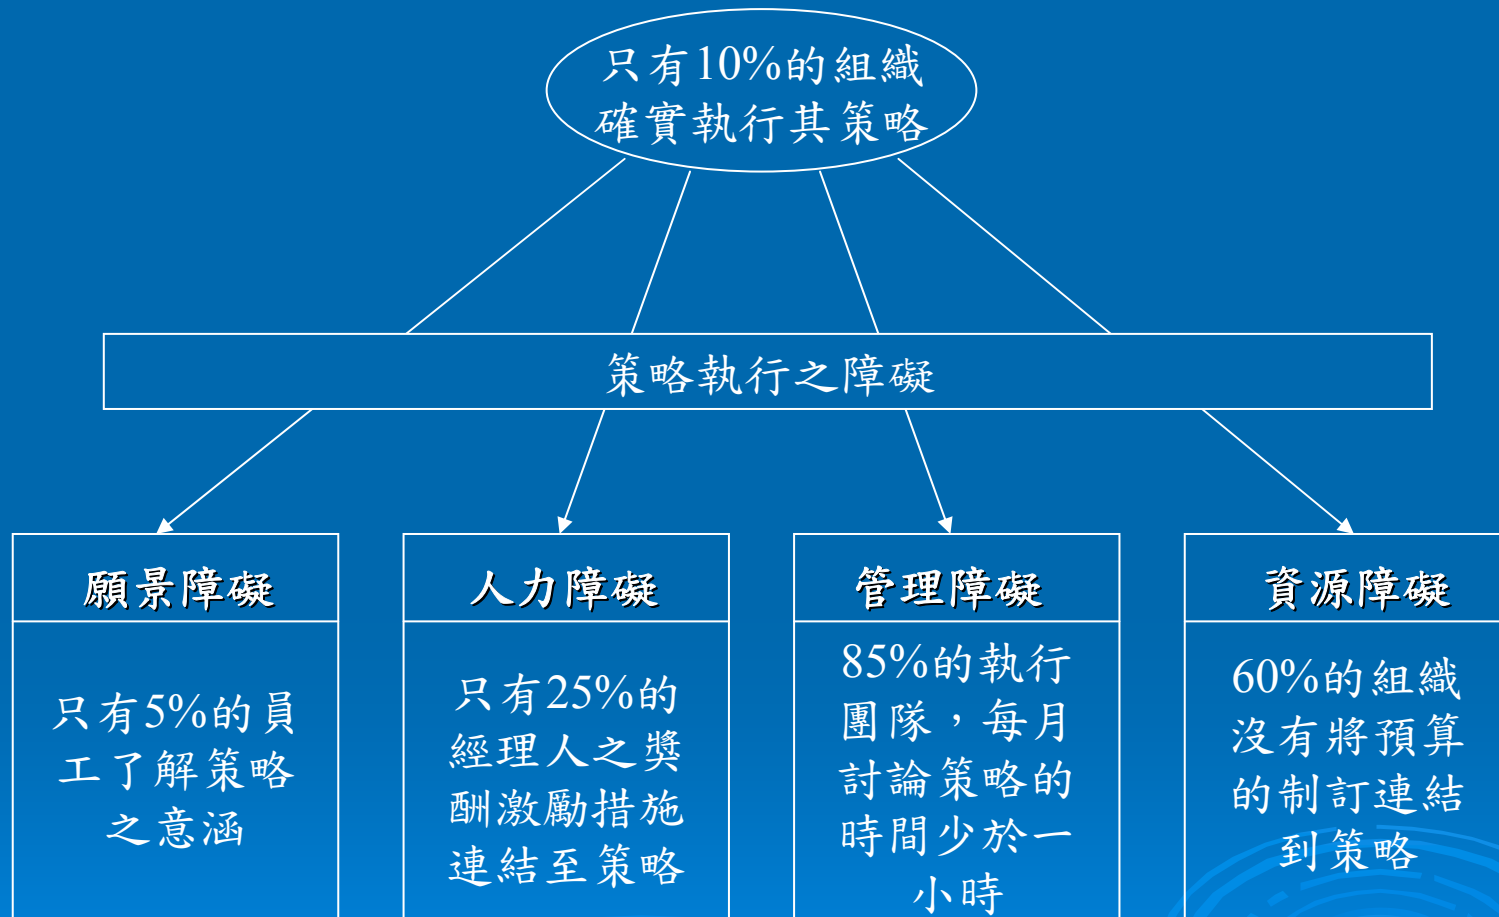 只有10%的組織
確實執行其策略
策略執行之障礙
願景障礙
只有5%的員
工了解策略
之意涵
人力障礙
只有25%的
經理人之獎
酬激勵措施
連結至策略
管理障礙
85%的執行
團隊，每月
討論策略的
時間少於一
小時
資源障礙
60%的組織
沒有將預算
的制訂連結
到策略